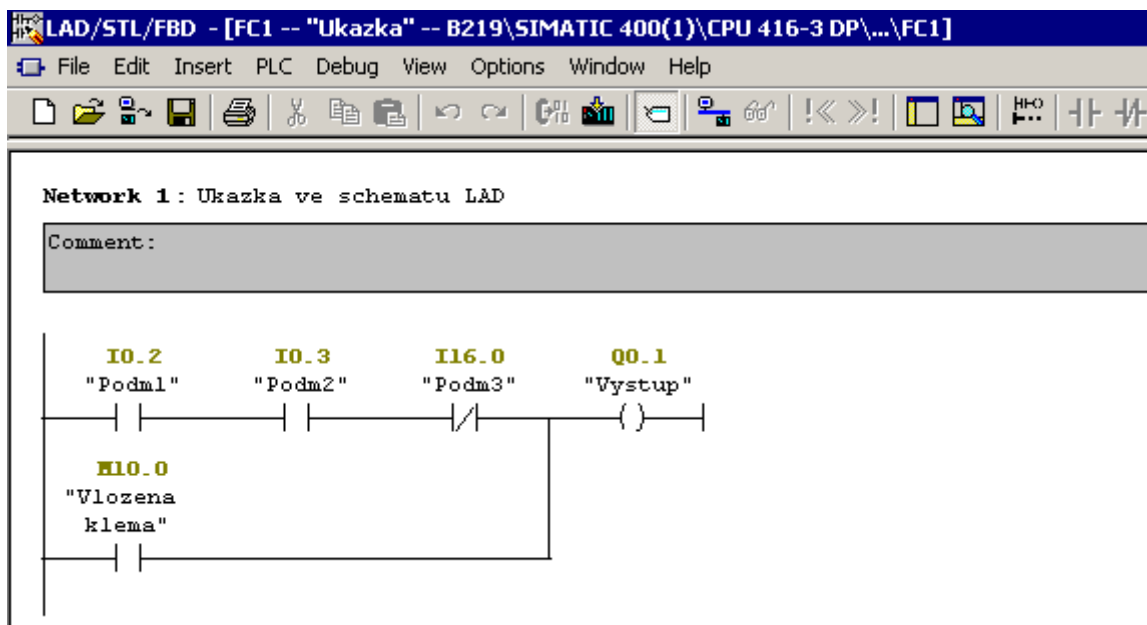 LAD/STL/FBD - [FC1 -- "Ukazka" -- B219\SIMATIC 400(1)\CPU 416-3 DP\...\FC1]
File Edit Insert PLC Debug View Options Window Help
Network 1: Ukazka ve schematu LAD
Comment:
I0.2 I0.3 I16.0 Q0.1
"Podm1" "Podm2" "Podm3" "Vystup"
M10.0
"Vlozena
klema"